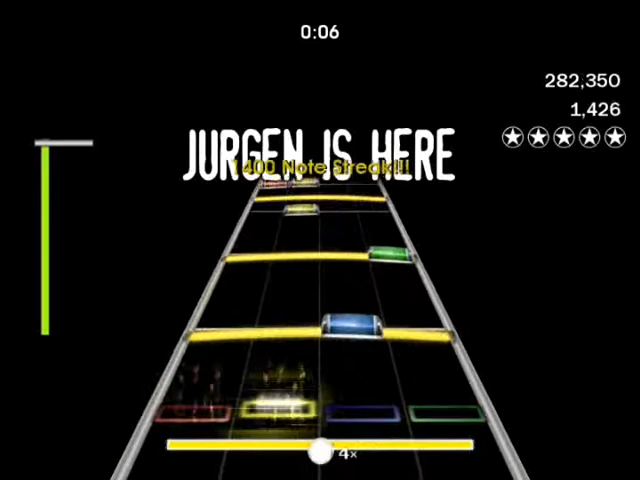 0:06
282,350
1,426
JURGEN IS HERE
1400 Note Streak!!!
4x